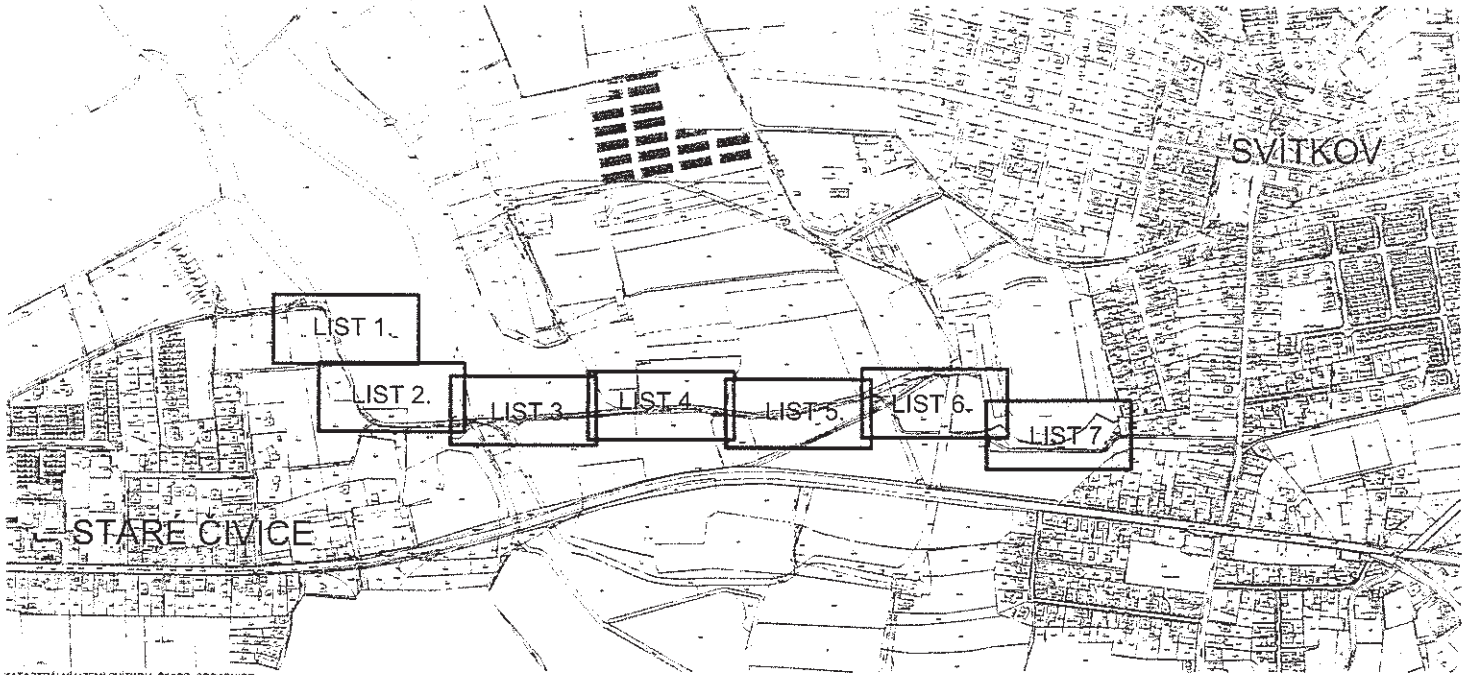 SVÍTKOV
LIST 1.
LIST 2.
LIST 3.
LIST 4.
LIST 5.
LIST 6.
LIST 7.
STARÉ ČIVICE